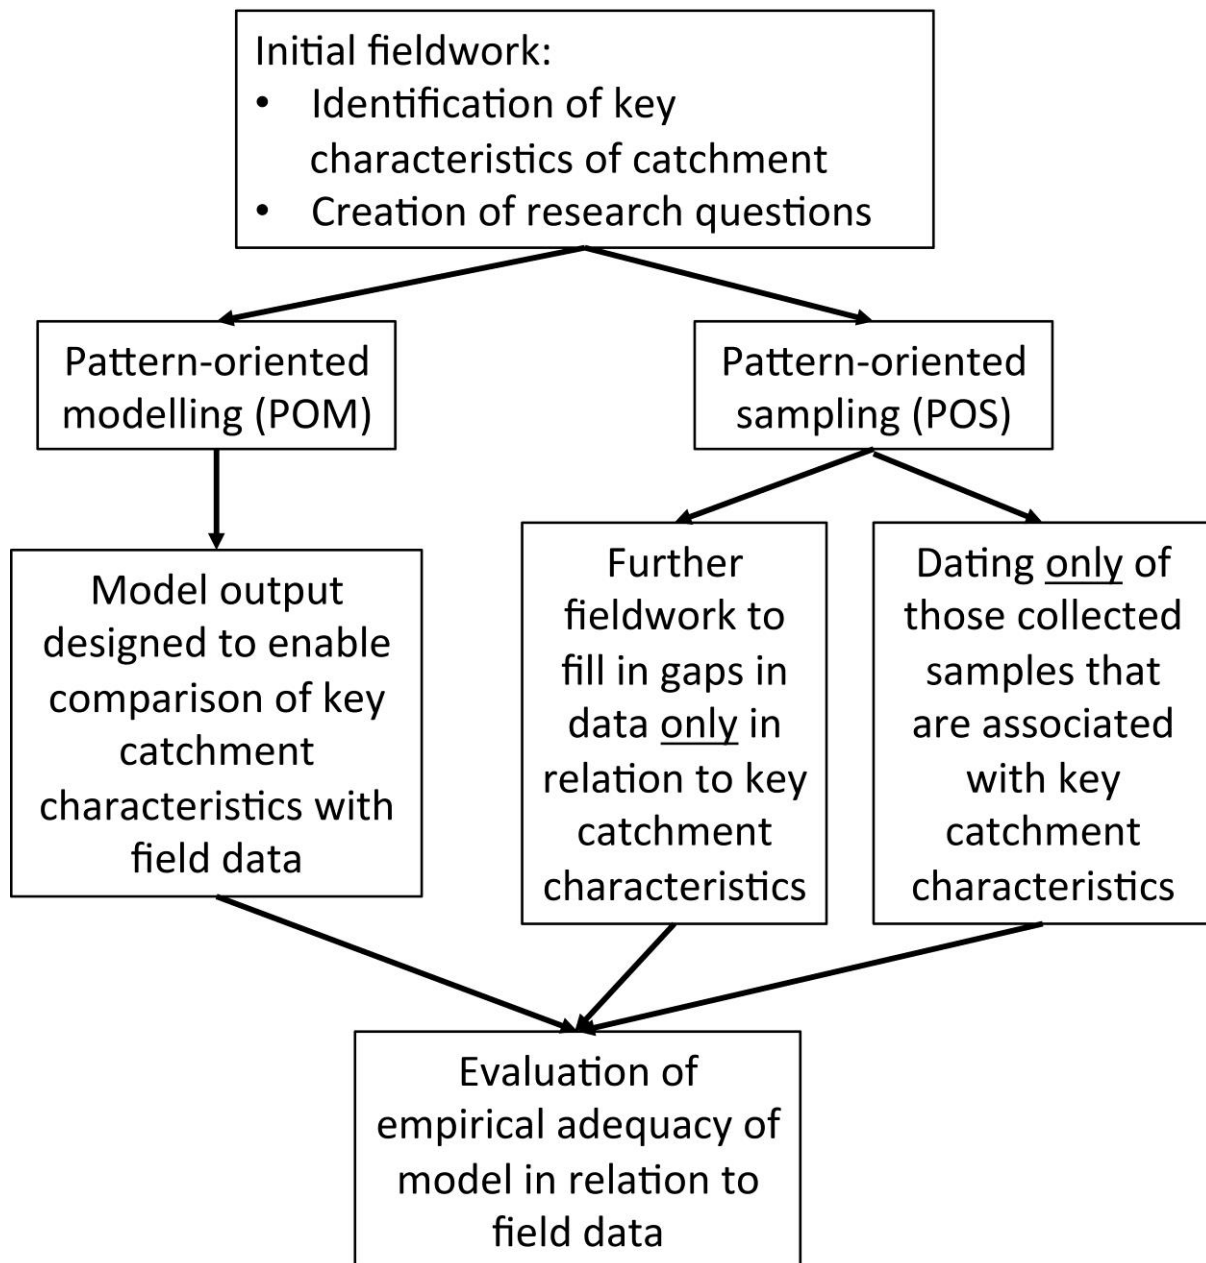 Initial fieldwork:
• Identification of key
characteristics of catchment
• Creation of research questions
Pattern-oriented
modelling (POM)
Pattern-oriented
sampling (POS)
Model output
designed to enable
comparison of key
catchment
characteristics with
field data
Further
fieldwork to
fill in gaps in
data only in
relation to key
catchment
characteristics
Dating only of
those collected
samples that
are associated
with key
catchment
characteristics
Evaluation of
empirical adequacy of
model in relation to
field data